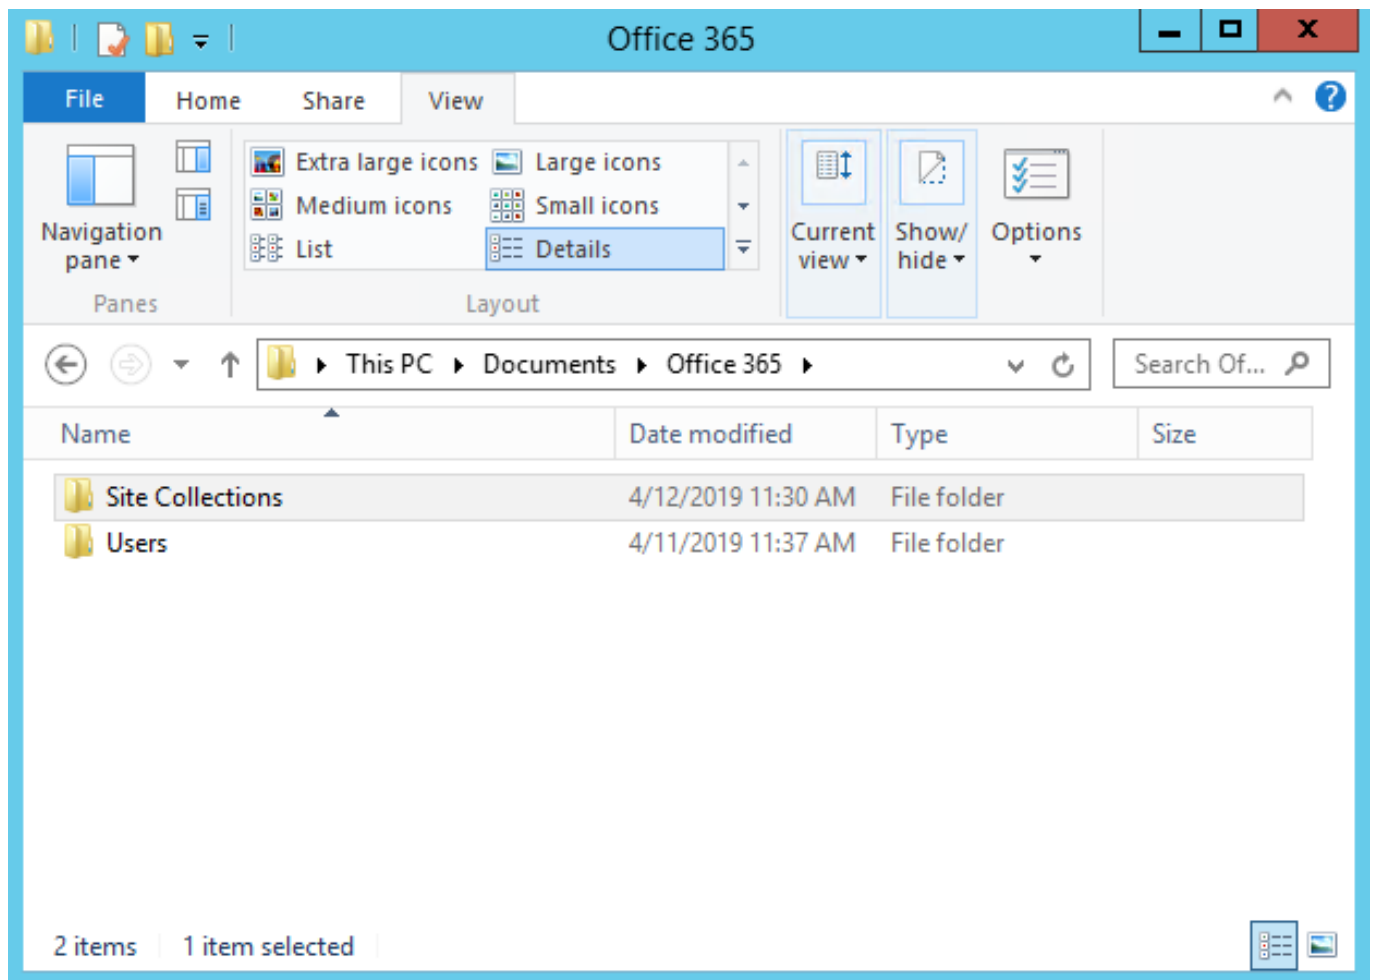 Office 365
File Home Share View
Extra large icons Large icons
Medium icons Small icons
List Details
Navigation pane
Current view
Show/ hide
Options
Panes Layout
This PC Documents Office 365
Search Of...
Name Date modified Type Size
Site Collections 4/12/2019 11:30 AM File folder
Users 4/11/2019 11:37 AM File folder
2 items 1 item selected